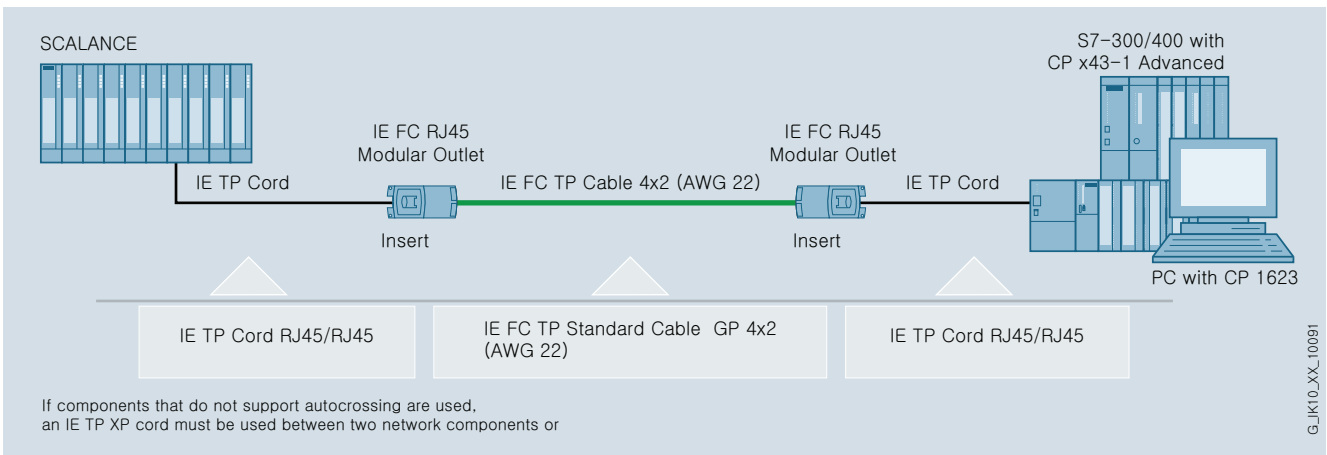 SCALANCE
S7-300/400 with
CP x43-1 Advanced
IE FC RJ45
Modular Outlet
IE FC RJ45
Modular Outlet
IE TP Cord
IE FC TP Cable 4x2 (AWG 22)
IE TP Cord
Insert
Insert
PC with CP 1623
IE TP Cord RJ45/RJ45
IE FC TP Standard Cable GP 4x2
(AWG 22)
IE TP Cord RJ45/RJ45
If components that do not support autocrossing are used,
an IE TP XP cord must be used between two network components or
G_IK10_XX_10091